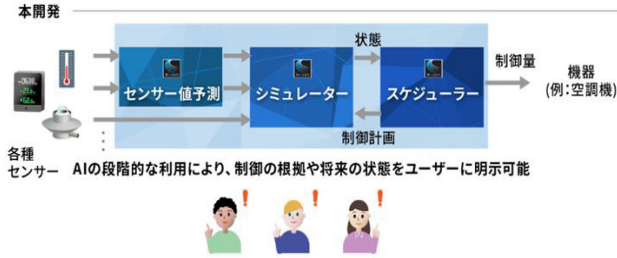 本開発
状態
センサー値予測
シミュレーター
スケジューラー
制御量
機器
(例:空調機)
制御計画
各種
センサー
AIの段階的な利用により、制御の根拠や将来の状態をユーザーに明示可能